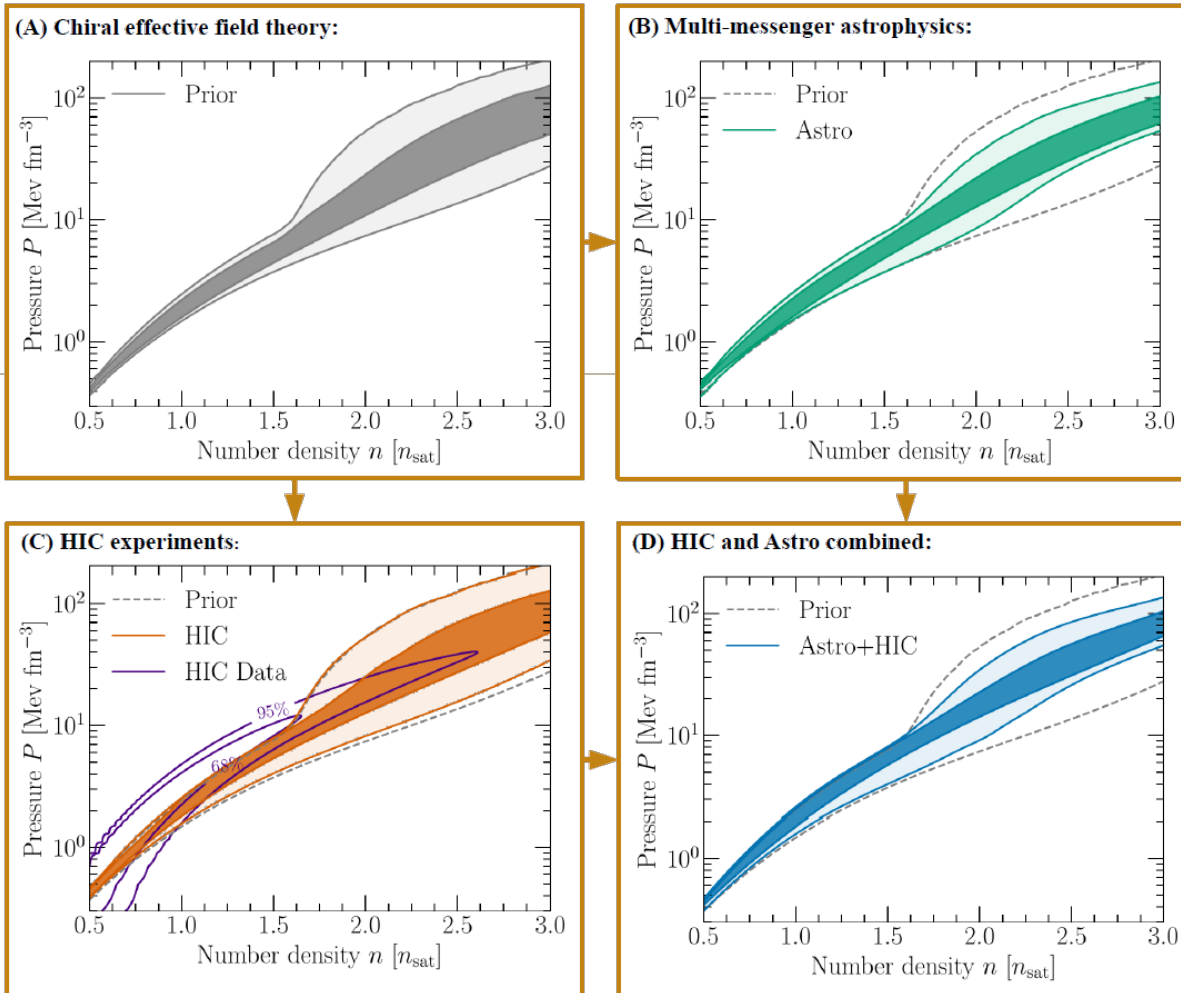 (A) Chiral effective field theory:
Prior
Pressure P [Mev fm⁻³]
10²
10¹
10⁰
0.5 1.0 1.5 2.0 2.5 3.0
Number density n [n_sat]
(B) Multi-messenger astrophysics:
Prior
Astro
Pressure P [Mev fm⁻³]
10²
10¹
10⁰
0.5 1.0 1.5 2.0 2.5 3.0
Number density n [n_sat]
(C) HIC experiments:
Prior
HIC
HIC Data
95%
68%
Pressure P [Mev fm⁻³]
10²
10¹
10⁰
0.5 1.0 1.5 2.0 2.5 3.0
Number density n [n_sat]
(D) HIC and Astro combined:
Prior
Astro+HIC
Pressure P [Mev fm⁻³]
10²
10¹
10⁰
0.5 1.0 1.5 2.0 2.5 3.0
Number density n [n_sat]